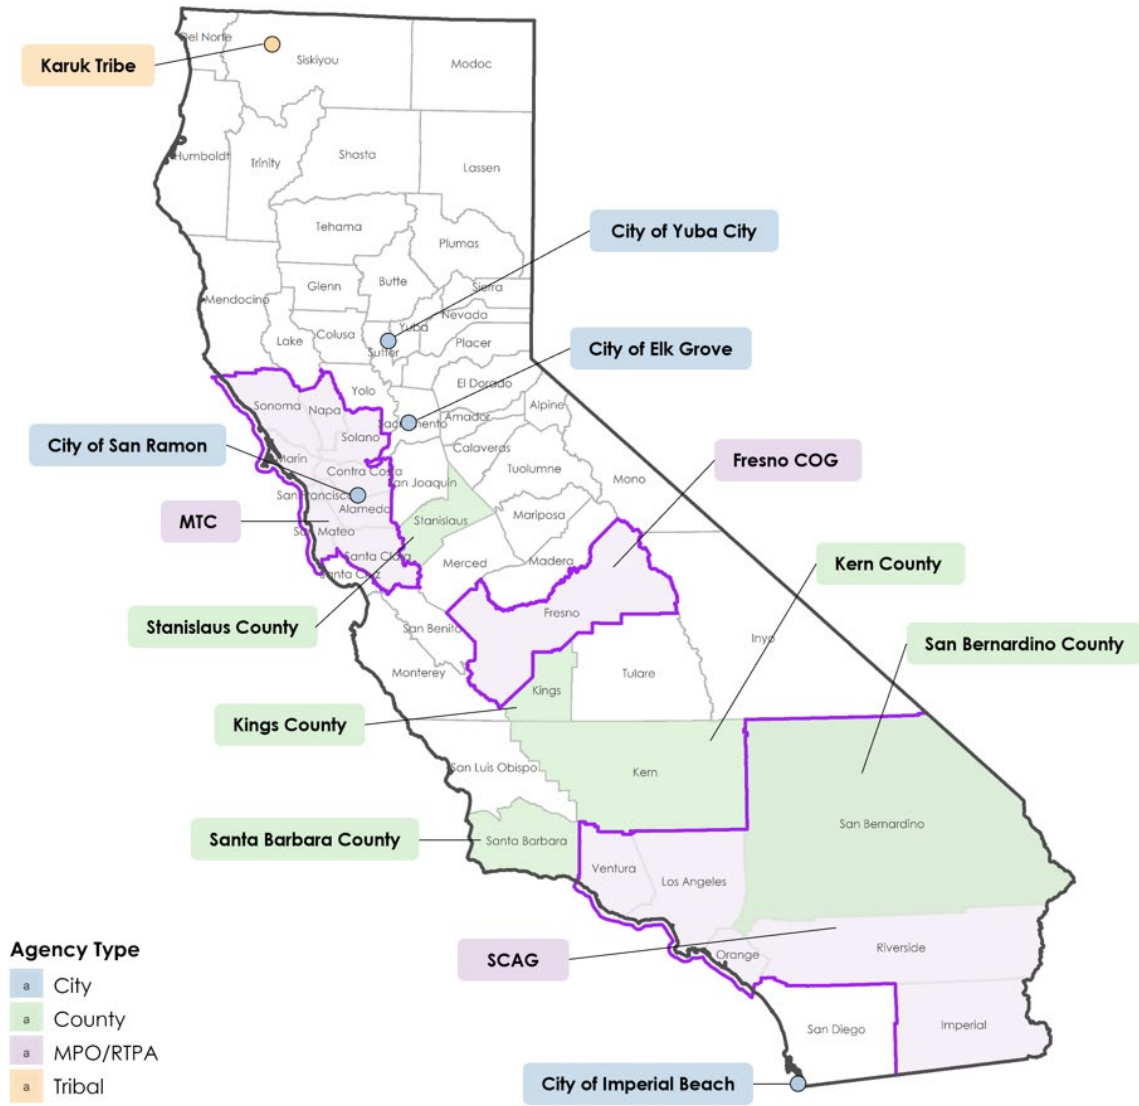 Del Norte
Karuk Tribe
Siskiyou
Modoc
Humboldt
Trinity
Shasta
Lassen
Tehama
Plumas
City of Yuba City
Glenn
Butte
Sierra
Mendocino
Nevada
Yuba
Colusa
Lake
Sutter
Placer
City of Elk Grove
El Dorado
Yolo
Sonoma
Napa
Alpine
Sacramento
Amador
Solano
City of San Ramon
Calaveras
Marin
Contra Costa
Tuolumne
Fresno COG
San Joaquin
Mono
San Francisco
Alameda
Stanislaus
Mariposa
MTC
San Mateo
Santa Clara
Merced
Madera
Kern County
Santa Cruz
Fresno
Stanislaus County
San Benito
Inyo
San Bernardino County
Monterey
Tulare
Kings
Kings County
San Luis Obispo
Kern
San Bernardino
Santa Barbara County
Santa Barbara
Ventura
Los Angeles
Agency Type
a City
a County
a MPO/RTPA
a Tribal
SCAG
Orange
Riverside
San Diego
Imperial
City of Imperial Beach